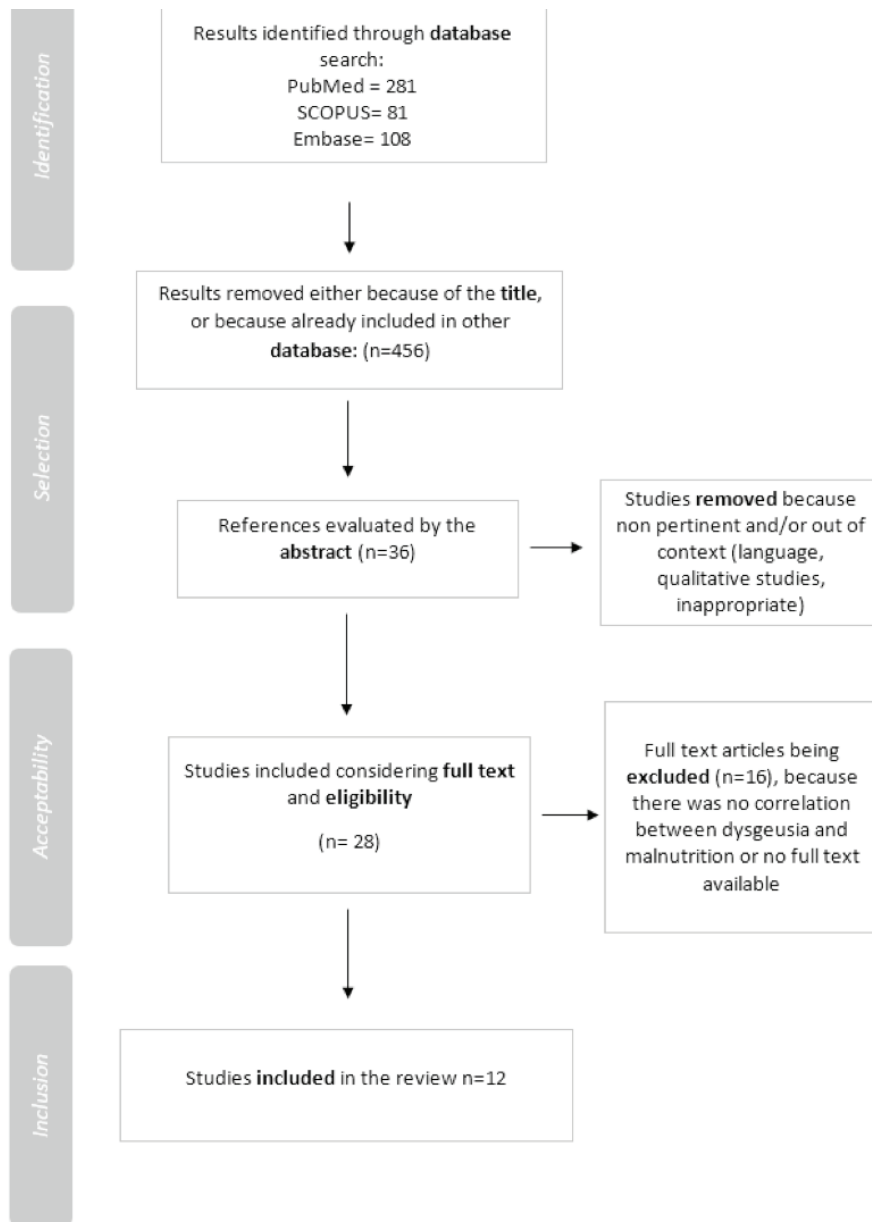 Identification
Results identified through database
search:
PubMed = 281
SCOPUS= 81
Embase= 108
Selection
Results removed either because of the title,
or because already included in other
database: (n=456)
References evaluated by the
abstract (n=36)
Studies removed because
non pertinent and/or out of
context (language,
qualitative studies,
inappropriate)
Acceptability
Studies included considering full text
and eligibility
(n= 28)
Full text articles being
excluded (n=16), because
there was no correlation
between dysgeusia and
malnutrition or no full text
available
Inclusion
Studies included in the review n=12